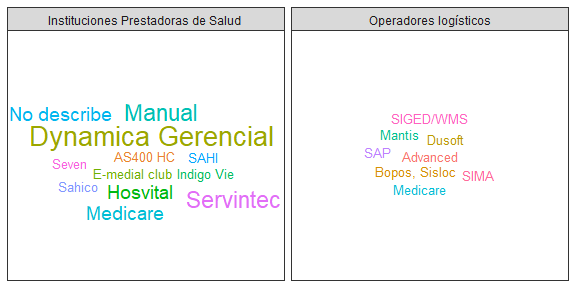 Instituciones Prestadoras de Salud
No describe
Manual
Dynamica Gerencial
AS400 HC
SAHI
Seven
E-medial club
Indigo Vie
Sahico
Hosvital
Servintec
Medicare
Operadores logísticos
SIGED/WMS
Mantis
Dusoft
SAP
Advanced
Bopos, Sisloc
SIMA
Medicare